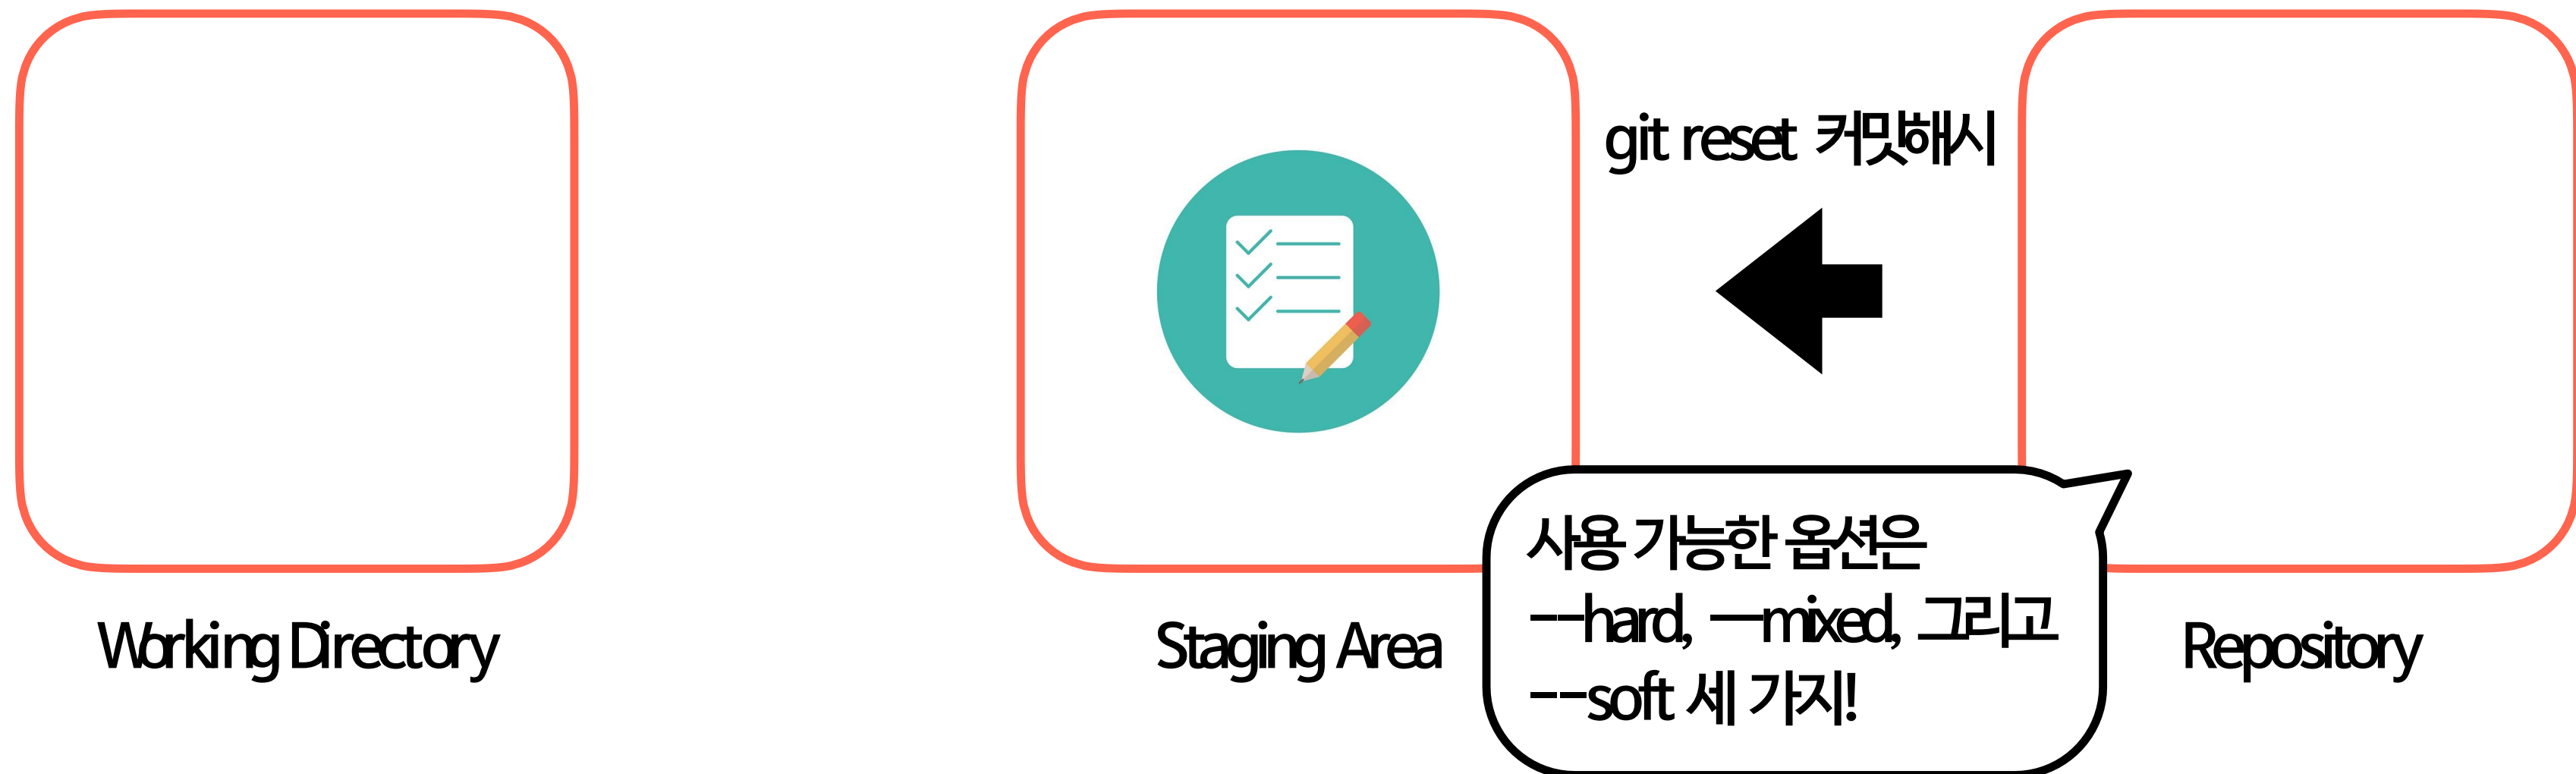 git reset 커밋해시
사용 가능한 옵션은
--hard, —mixed, 그리고
--soft 세 가지!
Working Directory
Staging Area
Repository